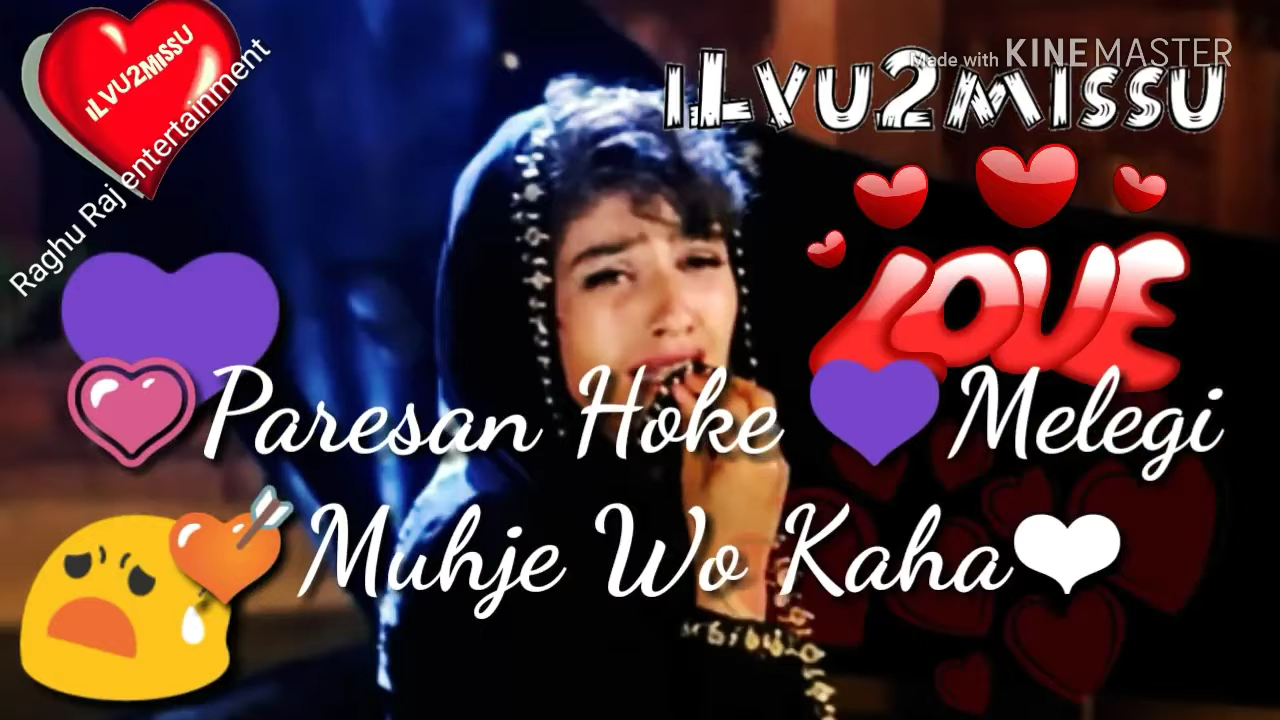 iLVU2MISSU
Raghu Raj entertainment
Made with KINEMASTER
iLVU2MISSU
LOVE
Paresan Hoke Melegi
Muhje Wo Kaha